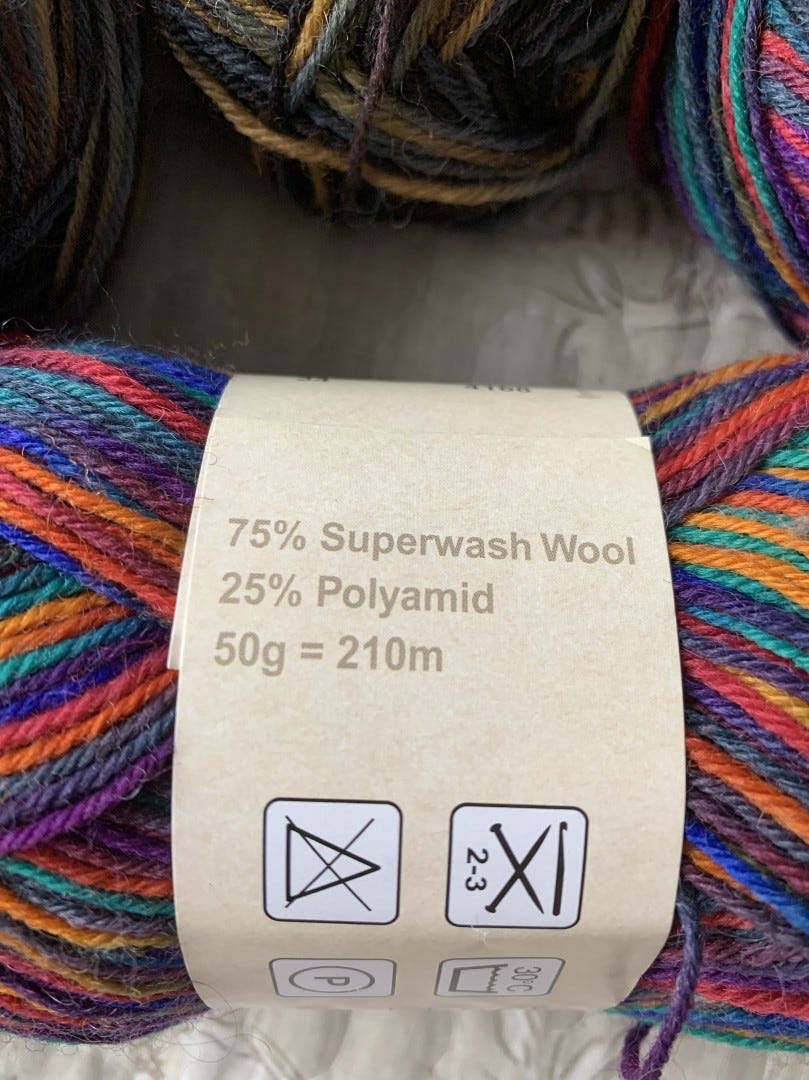 75% Superwash Wool
25% Polyamid
50g = 210m
2-3
P
30°C